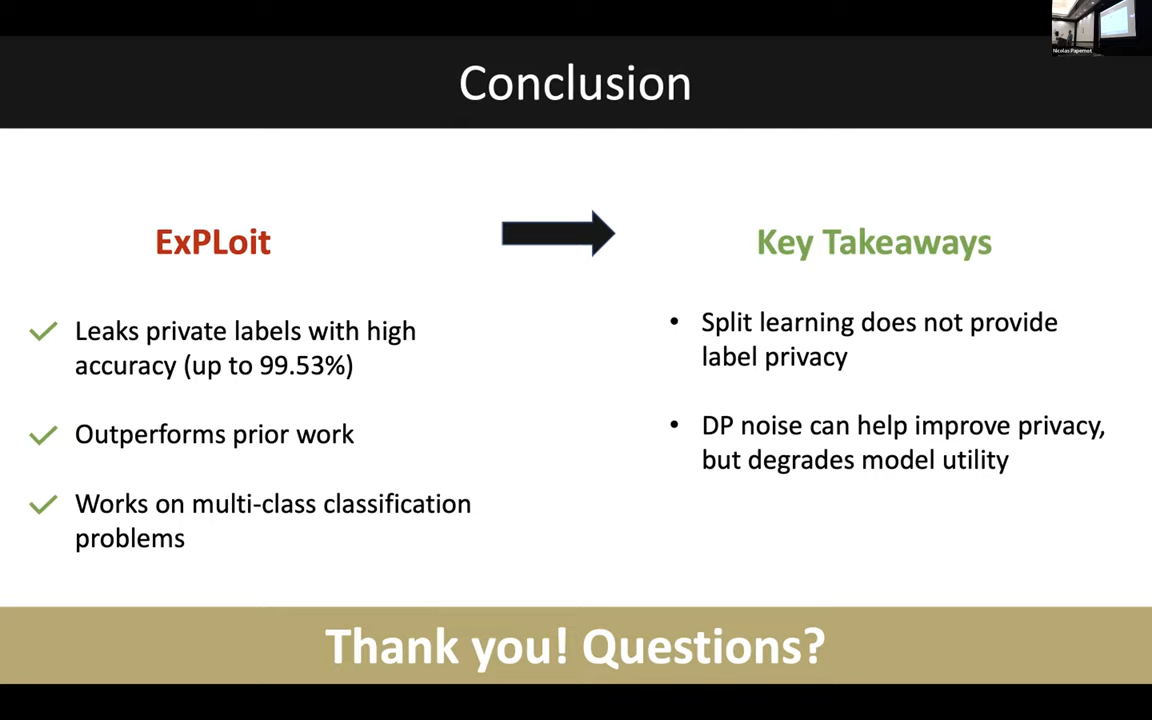 Nicolas Papernot
Conclusion
ExPLoit
Leaks private labels with high
accuracy (up to 99.53%)
Outperforms prior work
Works on multi-class classification
problems
Key Takeaways
• Split learning does not provide
label privacy
• DP noise can help improve privacy,
but degrades model utility
Thank you! Questions?